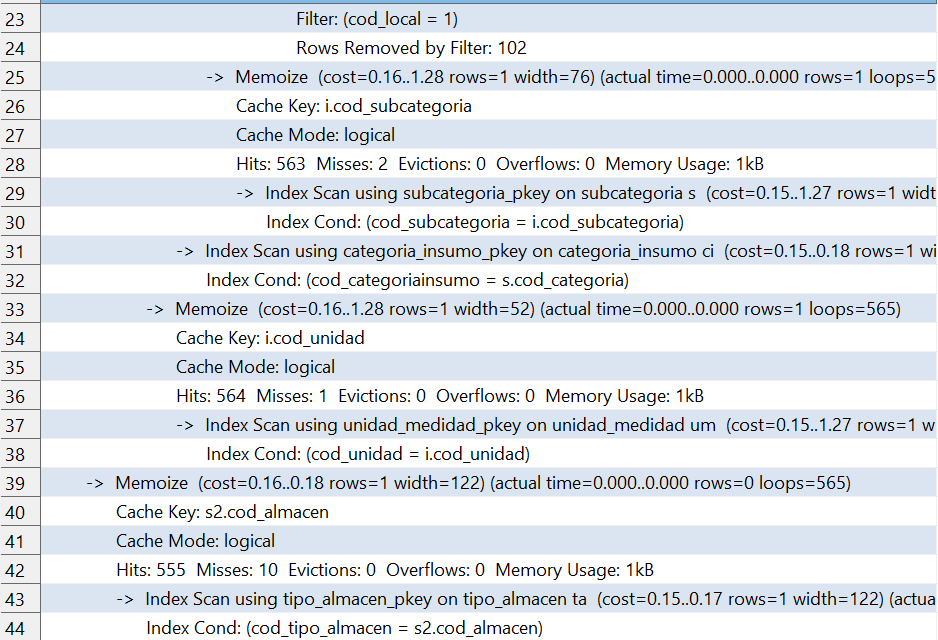 23 Filter: (cod_local = 1)
24 Rows Removed by Filter: 102
25 -> Memoize (cost=0.16..1.28 rows=1 width=76) (actual time=0.000..0.000 rows=1 loops=5
26 Cache Key: i.cod_subcategoria
27 Cache Mode: logical
28 Hits: 563 Misses: 2 Evictions: 0 Overflows: 0 Memory Usage: 1kB
29 -> Index Scan using subcategoria_pkey on subcategoria s (cost=0.15..1.27 rows=1 widt
30 Index Cond: (cod_subcategoria = i.cod_subcategoria)
31 -> Index Scan using categoria_insumo_pkey on categoria_insumo ci (cost=0.15..0.18 rows=1 wi
32 Index Cond: (cod_categoriainsumo = s.cod_categoria)
33 -> Memoize (cost=0.16..1.28 rows=1 width=52) (actual time=0.000..0.000 rows=1 loops=565)
34 Cache Key: i.cod_unidad
35 Cache Mode: logical
36 Hits: 564 Misses: 1 Evictions: 0 Overflows: 0 Memory Usage: 1kB
37 -> Index Scan using unidad_medidad_pkey on unidad_medidad um (cost=0.15..1.27 rows=1 w
38 Index Cond: (cod_unidad = i.cod_unidad)
39 -> Memoize (cost=0.16..0.18 rows=1 width=122) (actual time=0.000..0.000 rows=0 loops=565)
40 Cache Key: s2.cod_almacen
41 Cache Mode: logical
42 Hits: 555 Misses: 10 Evictions: 0 Overflows: 0 Memory Usage: 1kB
43 -> Index Scan using tipo_almacen_pkey on tipo_almacen ta (cost=0.15..0.17 rows=1 width=122) (actua
44 Index Cond: (cod_tipo_almacen = s2.cod_almacen)